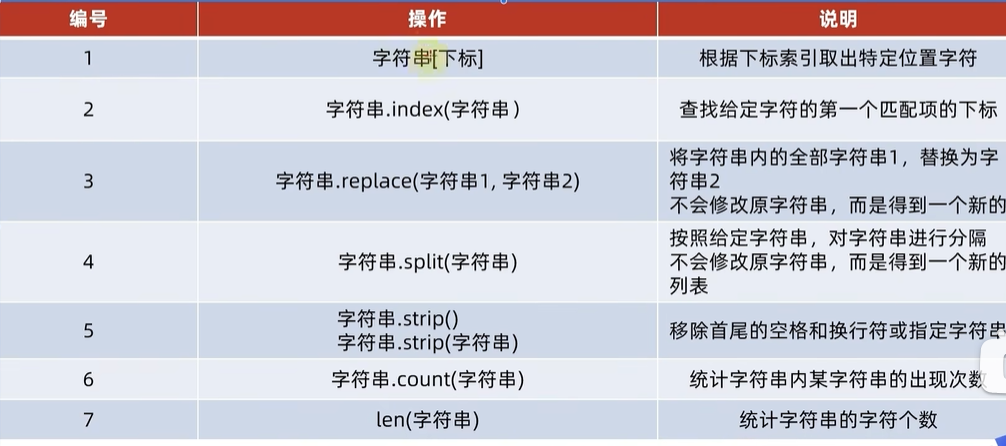 编号 操作 说明
1 字符串[下标] 根据下标索引取出特定位置字符
2 字符串.index(字符串) 查找给定字符的第一个匹配项的下标
3 字符串.replace(字符串1, 字符串2) 将字符串内的全部字符串1，替换为字
符串2
不会修改原字符串，而是得到一个新的
4 字符串.split(字符串) 按照给定字符串，对字符串进行分隔
不会修改原字符串，而是得到一个新的
列表
5 字符串.strip()
字符串.strip(字符串) 移除首尾的空格和换行符或指定字符串
6 字符串.count(字符串) 统计字符串内某字符串的出现次数
7 len(字符串) 统计字符串的字符个数